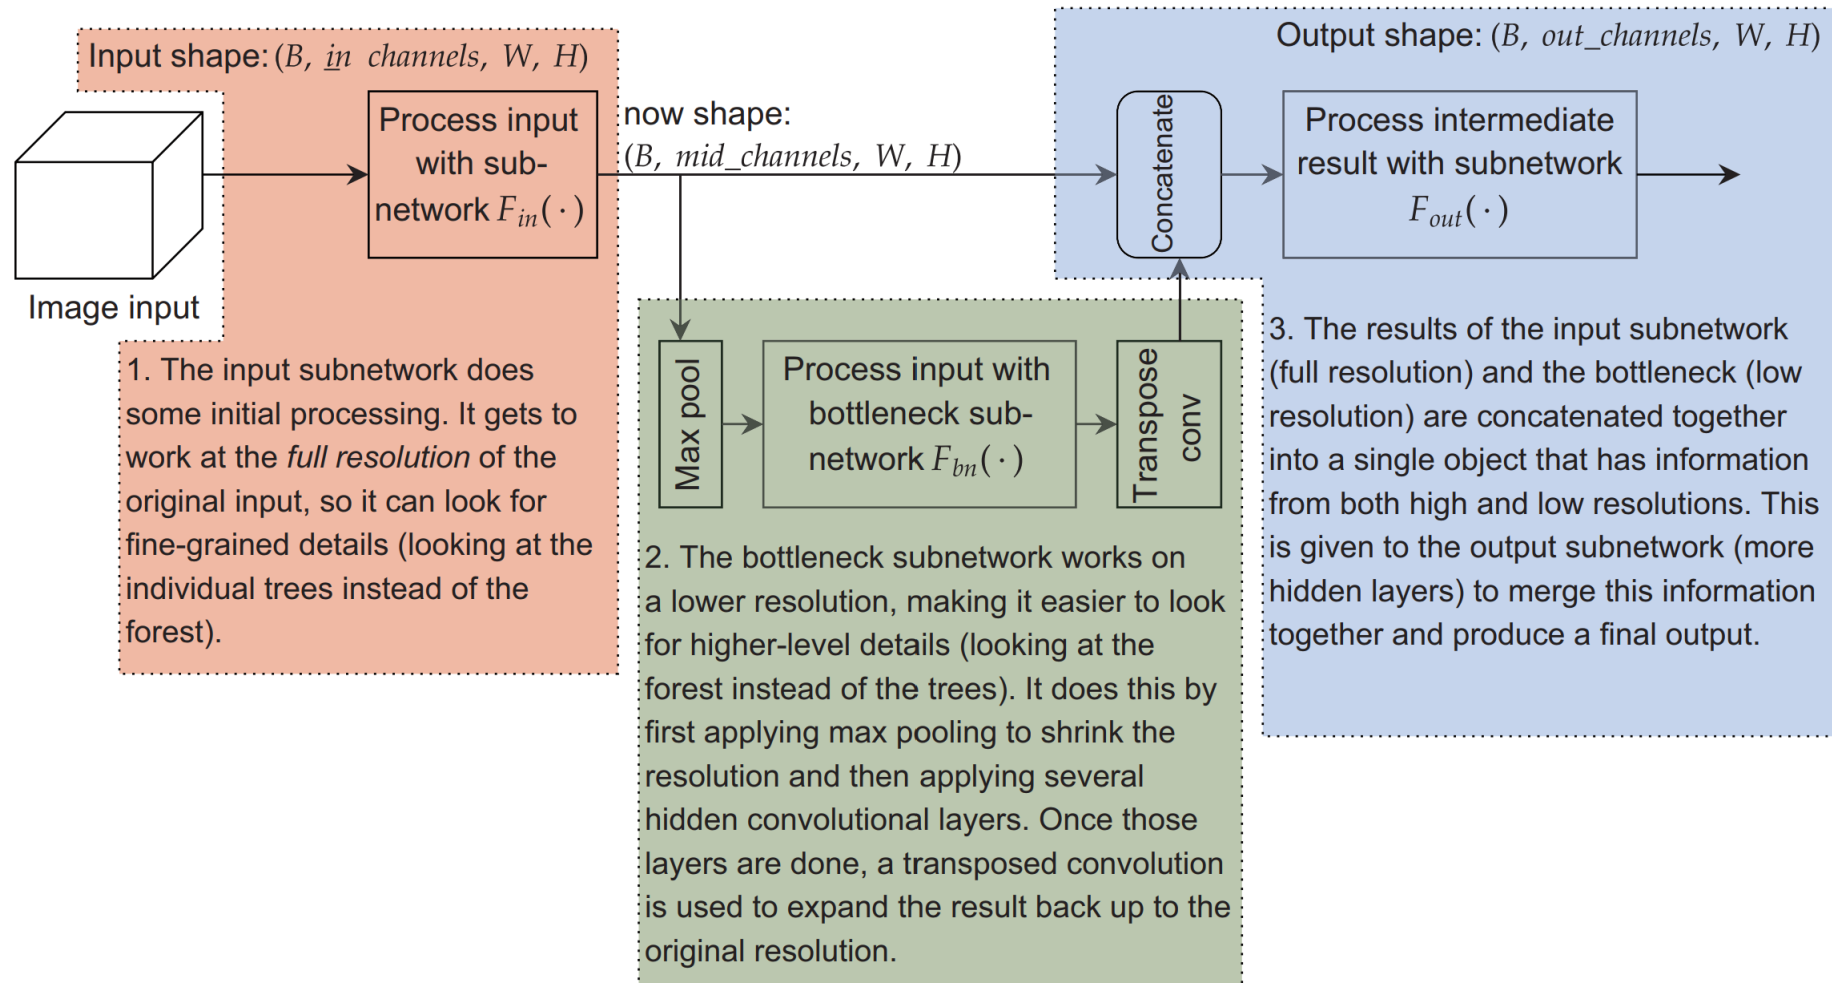 Input shape: (B, in channels, W, H)
Process input
with sub-
network F_in(·)
Image input
1. The input subnetwork does
some initial processing. It gets to
work at the full resolution of the
original input, so it can look for
fine-grained details (looking at the
individual trees instead of the
forest).
now shape:
(B, mid_channels, W, H)
Max pool
Process input with
bottleneck sub-
network F_bn(·)
Transpose
conv
2. The bottleneck subnetwork works on
a lower resolution, making it easier to look
for higher-level details (looking at the
forest instead of the trees). It does this by
first applying max pooling to shrink the
resolution and then applying several
hidden convolutional layers. Once those
layers are done, a transposed convolution
is used to expand the result back up to the
original resolution.
Output shape: (B, out_channels, W, H)
Concatenate
Process intermediate
result with subnetwork
F_out(·)
3. The results of the input subnetwork
(full resolution) and the bottleneck (low
resolution) are concatenated together
into a single object that has information
from both high and low resolutions. This
is given to the output subnetwork (more
hidden layers) to merge this information
together and produce a final output.